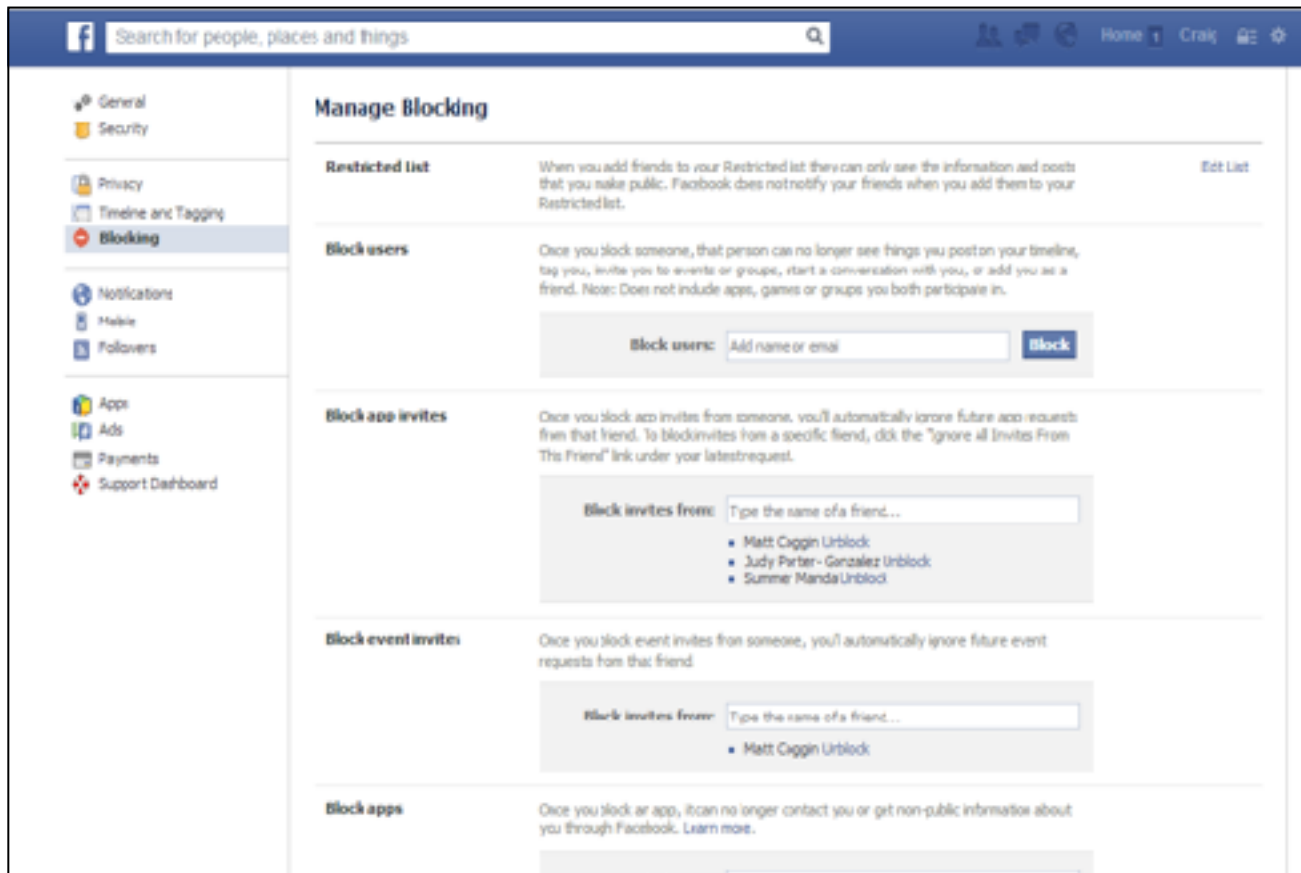 f
Search for people, places and things
Home 1 Craig
General
Security
Privacy
Timeline and Tagging
Blocking
Notifications
Mobile
Followers
Apps
Ads
Payments
Support Dashboard
Manage Blocking
Restricted List
When you add friends to your Restricted list they can only see the information and posts
that you make public. Facebook does not notify your friends when you add them to your
Restricted list.
Edit List
Block users
Once you block someone, that person can no longer see things you post on your timeline,
tag you, invite you to events or groups, start a conversation with you, or add you as a
friend. Note: Does not include apps, games or groups you both participate in.
Block users: Add name or email
Block
Block app invites
Once you block app invites from someone, you'll automatically ignore future app requests
from that friend. To block invites from a specific friend, click the "Ignore all Invites From
This Friend" link under your latest request.
Block invites from: Type the name of a friend...
Matt Unblock
Judy Porter-Gonzalez Unblock
Summer Manda Unblock
Block event invites
Once you block event invites from someone, you'll automatically ignore future event
requests from that friend
Block invites from: Type the name of a friend...
Matt Unblock
Block apps
Once you block an app, it can no longer contact you or get non-public information about
you through Facebook. Learn more.